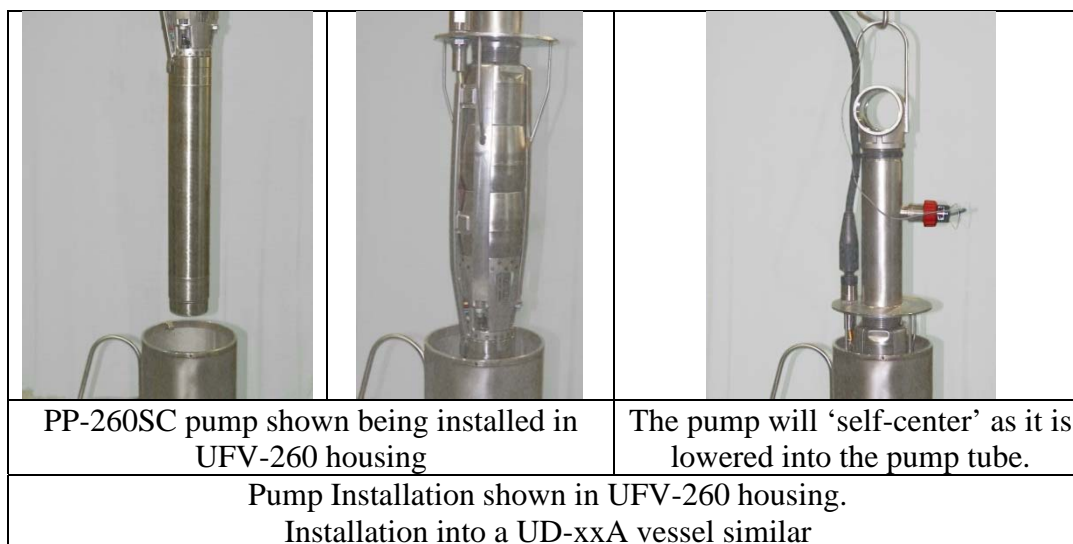 PP-260SC pump shown being installed in
UFV-260 housing
The pump will ‘self-center’ as it is
lowered into the pump tube.
Pump Installation shown in UFV-260 housing.
Installation into a UD-xxA vessel similar